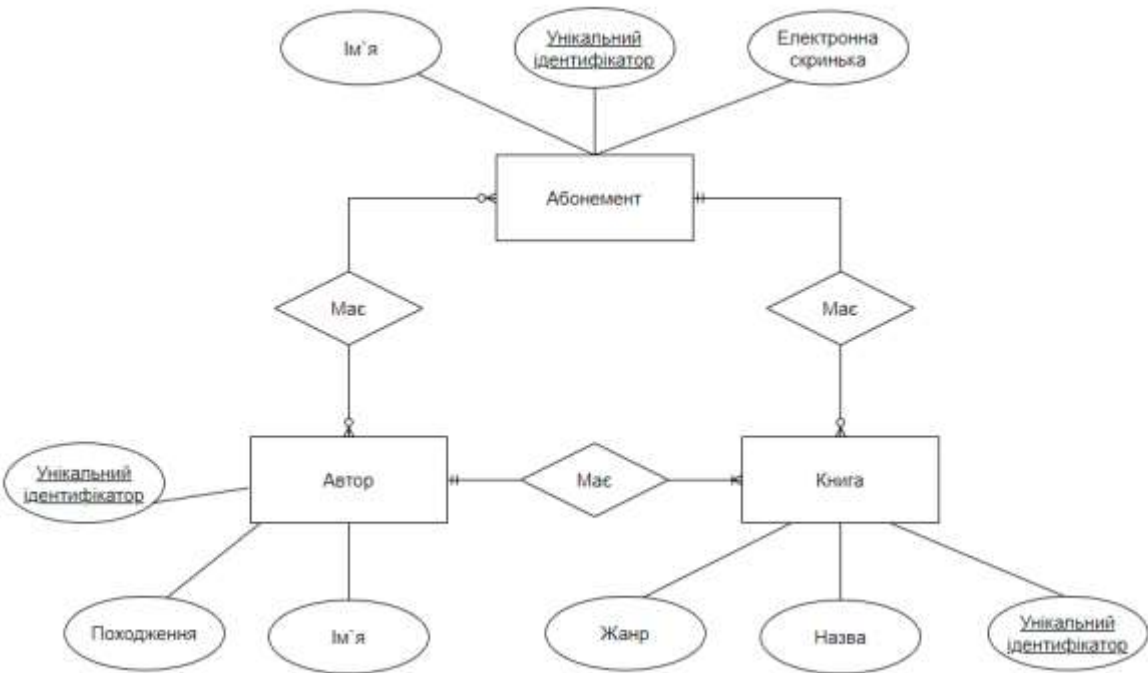 Ім`я
Унікальний
ідентифікатор
Електронна
скринька
Абонемент
Має
Має
Унікальний
ідентифікатор
Автор
Має
Книга
Походження
Ім`я
Жанр
Назва
Унікальний
ідентифікатор